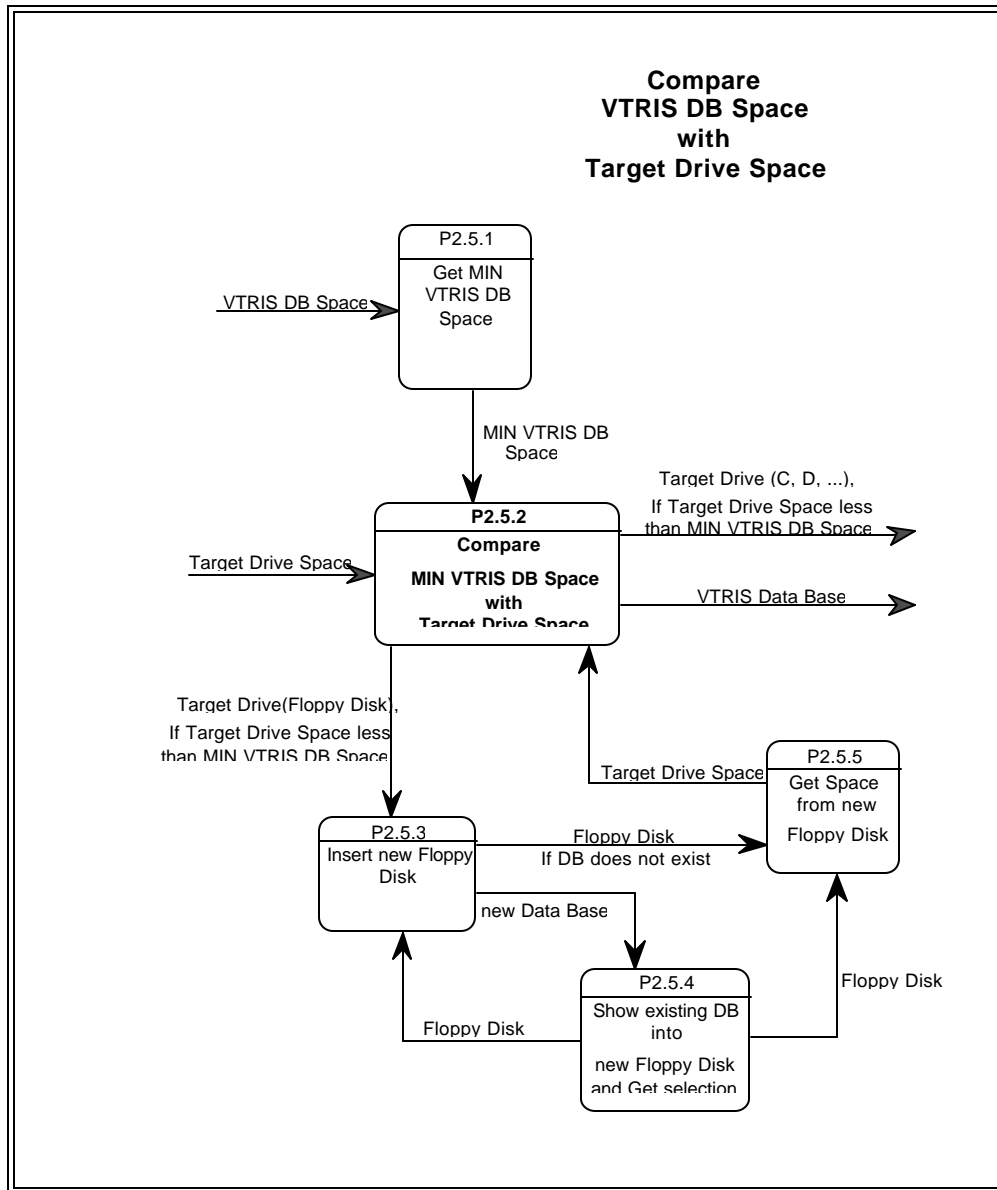 Compare
VTRIS DB Space
with
Target Drive Space
P2.5.1
Get MIN
VTRIS DB
Space
VTRIS DB Space
MIN VTRIS DB
Space
Target Drive (C, D, ...),
If Target Drive Space less
than MIN VTRIS DB Space
P2.5.2
Compare
MIN VTRIS DB Space
with
Target Drive Space
Target Drive Space
VTRIS Data Base
Target Drive(Floppy Disk),
If Target Drive Space less
than MIN VTRIS DB Space
P2.5.5
Get Space
from new
Floppy Disk
Target Drive Space
P2.5.3
Insert new Floppy
Disk
Floppy Disk
If DB does not exist
new Data Base
P2.5.4
Show existing DB
into
new Floppy Disk
and Get selection
Floppy Disk
Floppy Disk